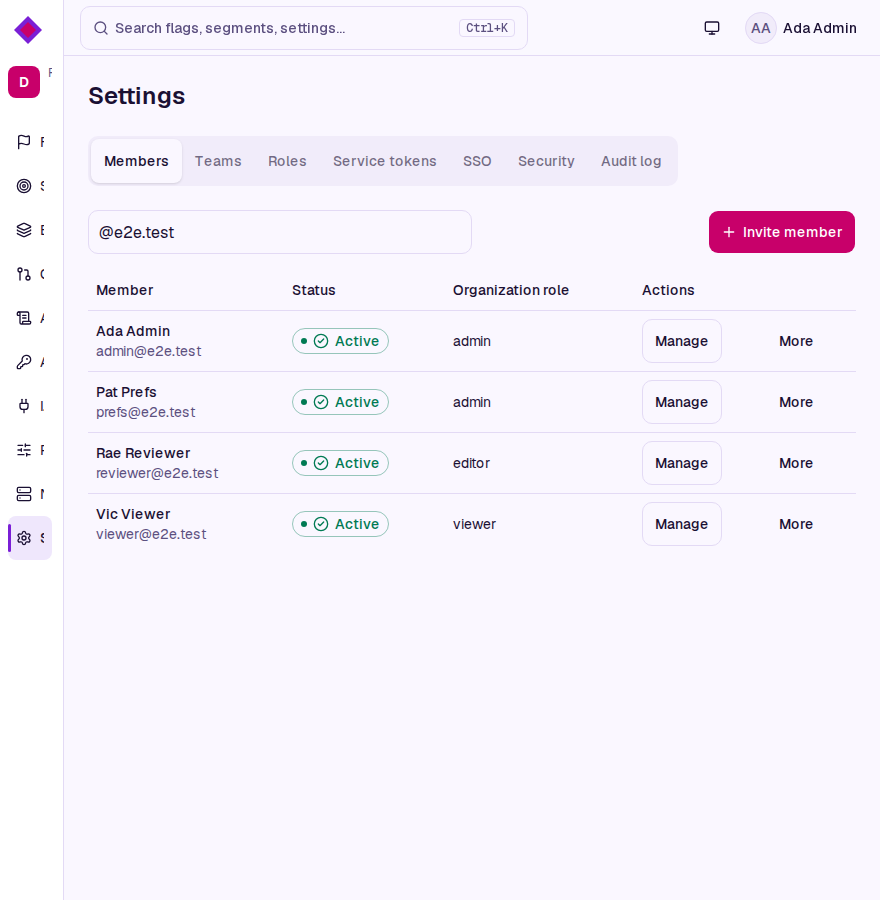 Search flags, segments, settings...
Ctrl+K
AA
Ada Admin
D
Settings
Members
Teams
Roles
Service tokens
SSO
Security
Audit log
@e2e.test
Invite member
Member
Status
Organization role
Actions
Ada Admin
admin@e2e.test
Active
admin
Manage
More
Pat Prefs
prefs@e2e.test
Active
admin
Manage
More
Rae Reviewer
reviewer@e2e.test
Active
editor
Manage
More
Vic Viewer
viewer@e2e.test
Active
viewer
Manage
More